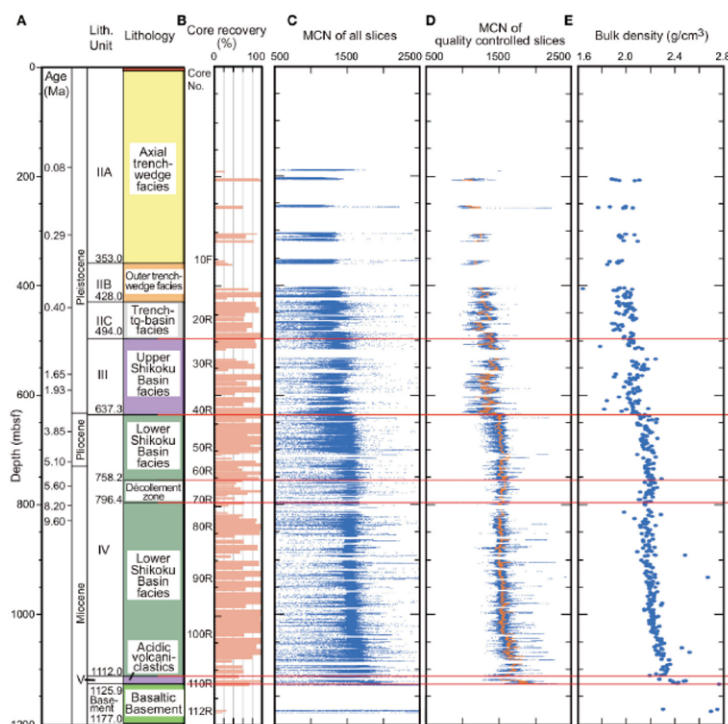 A
Lith.
Unit
Lithology
B
Core recovery
(%)
0 100
Core
No.
C
MCN of all slices
500 1500 2500
D
MCN of
quality controlled slices
500 1500 2500
E
Bulk density (g/cm³)
1.6 2.0 2.4 2.8
Depth (mbsf)
0
200
400
600
800
1000
1200
Age
(Ma)
0.08
0.29
0.40
1.65
1.93
3.85
5.10
5.60
8.20
9.60
Pleistocene
Pliocene
Miocene
IIA
353.0
IIB
428.0
IIC
494.0
III
637.3
758.2
796.4
IV
1112.0
V
1125.9
Base-
ment
1177.0
Axial
trench-
wedge
facies
Outer trench-
wedge facies
Trench-
to-basin
facies
Upper
Shikoku
Basin
facies
Lower
Shikoku
Basin
facies
Décollement
zone
Lower
Shikoku
Basin
facies
Acidic
volcani-
clastics
Basaltic
Basement
10F
20R
30R
40R
50R
60R
70R
80R
90R
100R
110R
112R